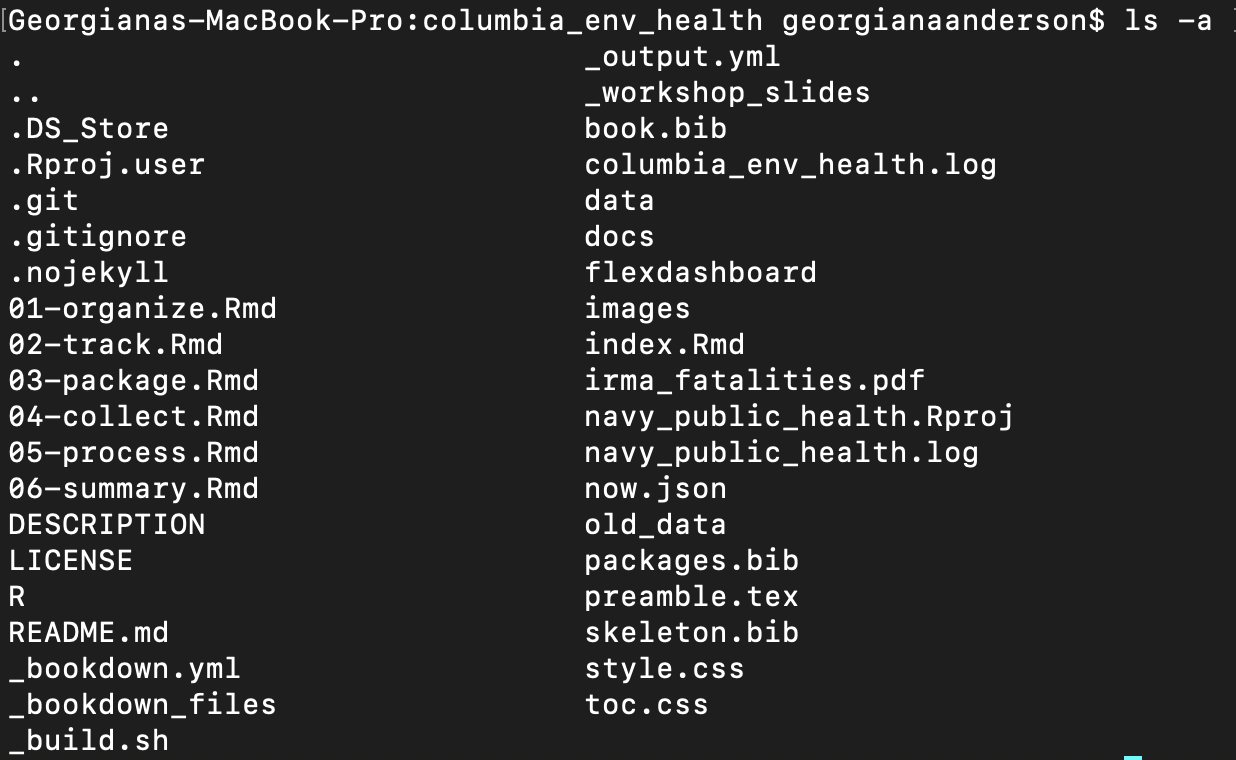 Georgianas-MacBook-Pro:columbia_env_health georgianaanderson$ ls -a
. _output.yml
.. _workshop_slides
.DS_Store book.bib
.Rproj.user columbia_env_health.log
.git data
.gitignore docs
.nojekyll flexdashboard
01-organize.Rmd images
02-track.Rmd index.Rmd
03-package.Rmd irma_fatalities.pdf
04-collect.Rmd navy_public_health.Rproj
05-process.Rmd navy_public_health.log
06-summary.Rmd now.json
DESCRIPTION old_data
LICENSE packages.bib
R preamble.tex
README.md skeleton.bib
_bookdown.yml style.css
_bookdown_files toc.css
_build.sh